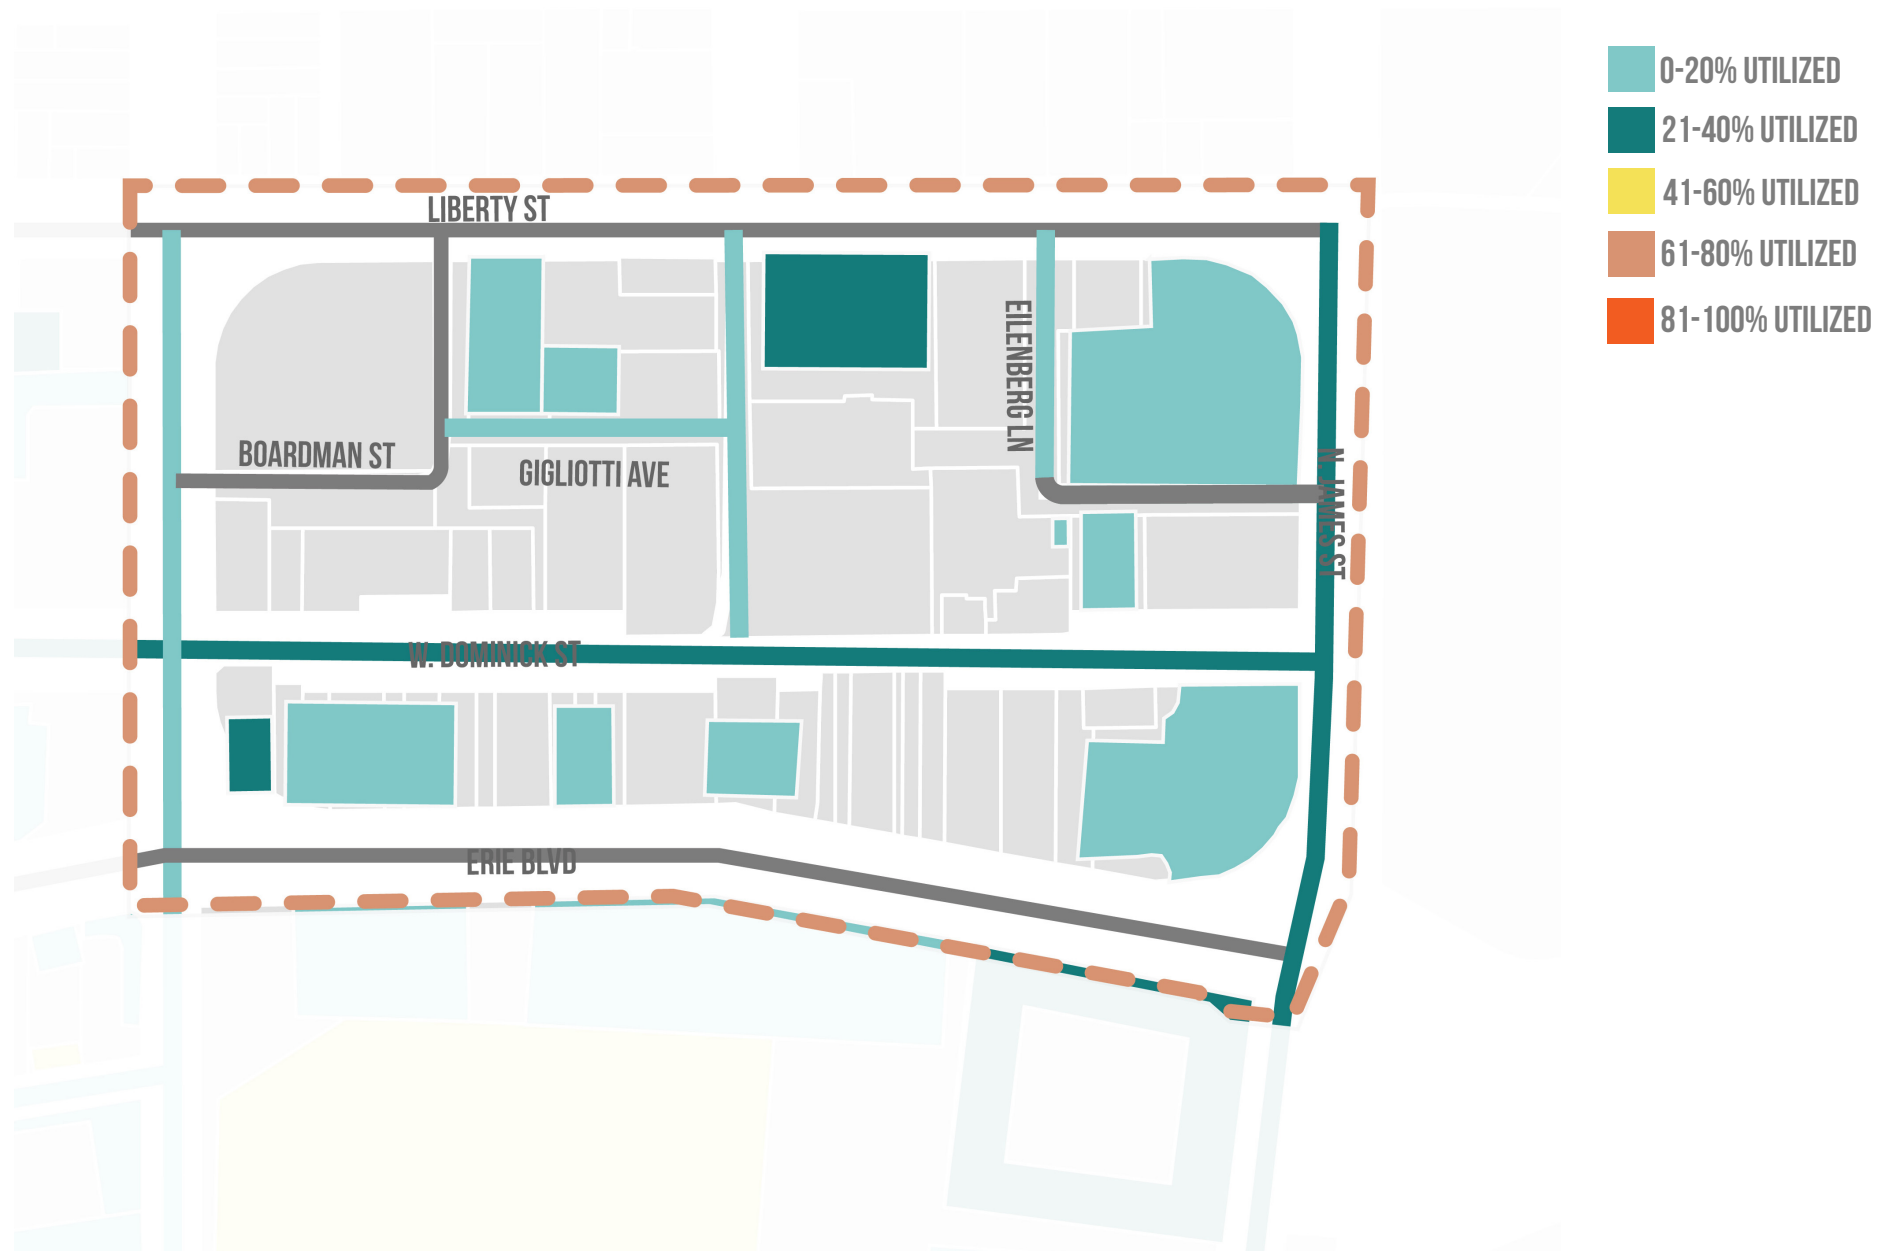 LIBERTY ST
BOARDMAN ST
GIGLIOTTI AVE
EILENBERG LN
N. JAMES ST
W. DOMINICK ST
ERIE BLVD
0-20% UTILIZED
21-40% UTILIZED
41-60% UTILIZED
61-80% UTILIZED
81-100% UTILIZED